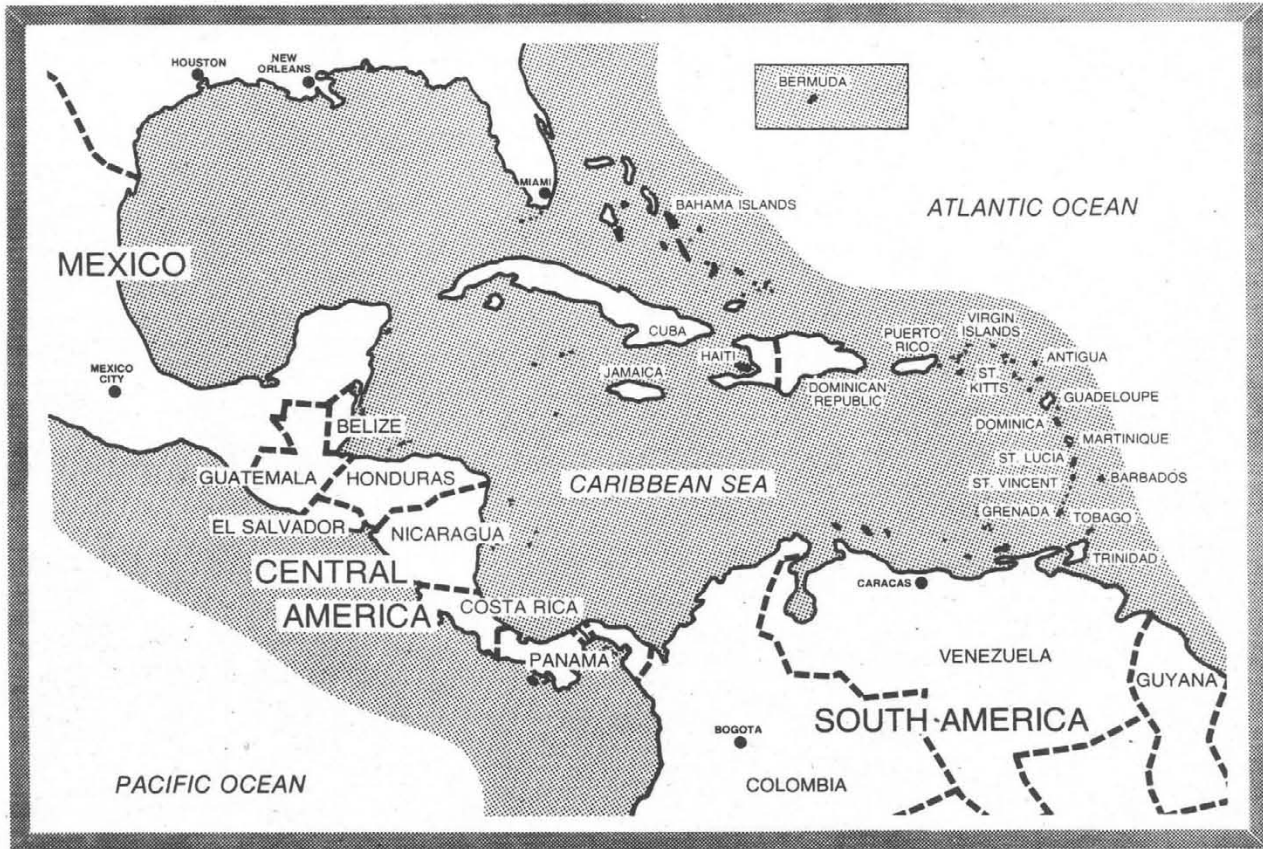 HOUSTON
NEW
ORLEANS
BERMUDA
MIAMI
BAHAMA ISLANDS
ATLANTIC OCEAN
MEXICO
CUBA
PUERTO
RICO
VIRGIN
ISLANDS
HAITI
JAMAICA
DOMINICAN
REPUBLIC
ST.
KITTS
ANTIGUA
GUADELOUPE
MEXICO
CITY
DOMINICA
MARTINIQUE
BELIZE
ST. LUCIA
GUATEMALA
HONDURAS
CARIBBEAN SEA
ST. VINCENT
BARBADOS
EL SALVADOR
NICARAGUA
GRENADA
TOBAGO
TRINIDAD
CENTRAL
AMERICA
CARACAS
COSTA RICA
PANAMA
VENEZUELA
GUYANA
SOUTH AMERICA
BOGOTA
COLOMBIA
PACIFIC OCEAN